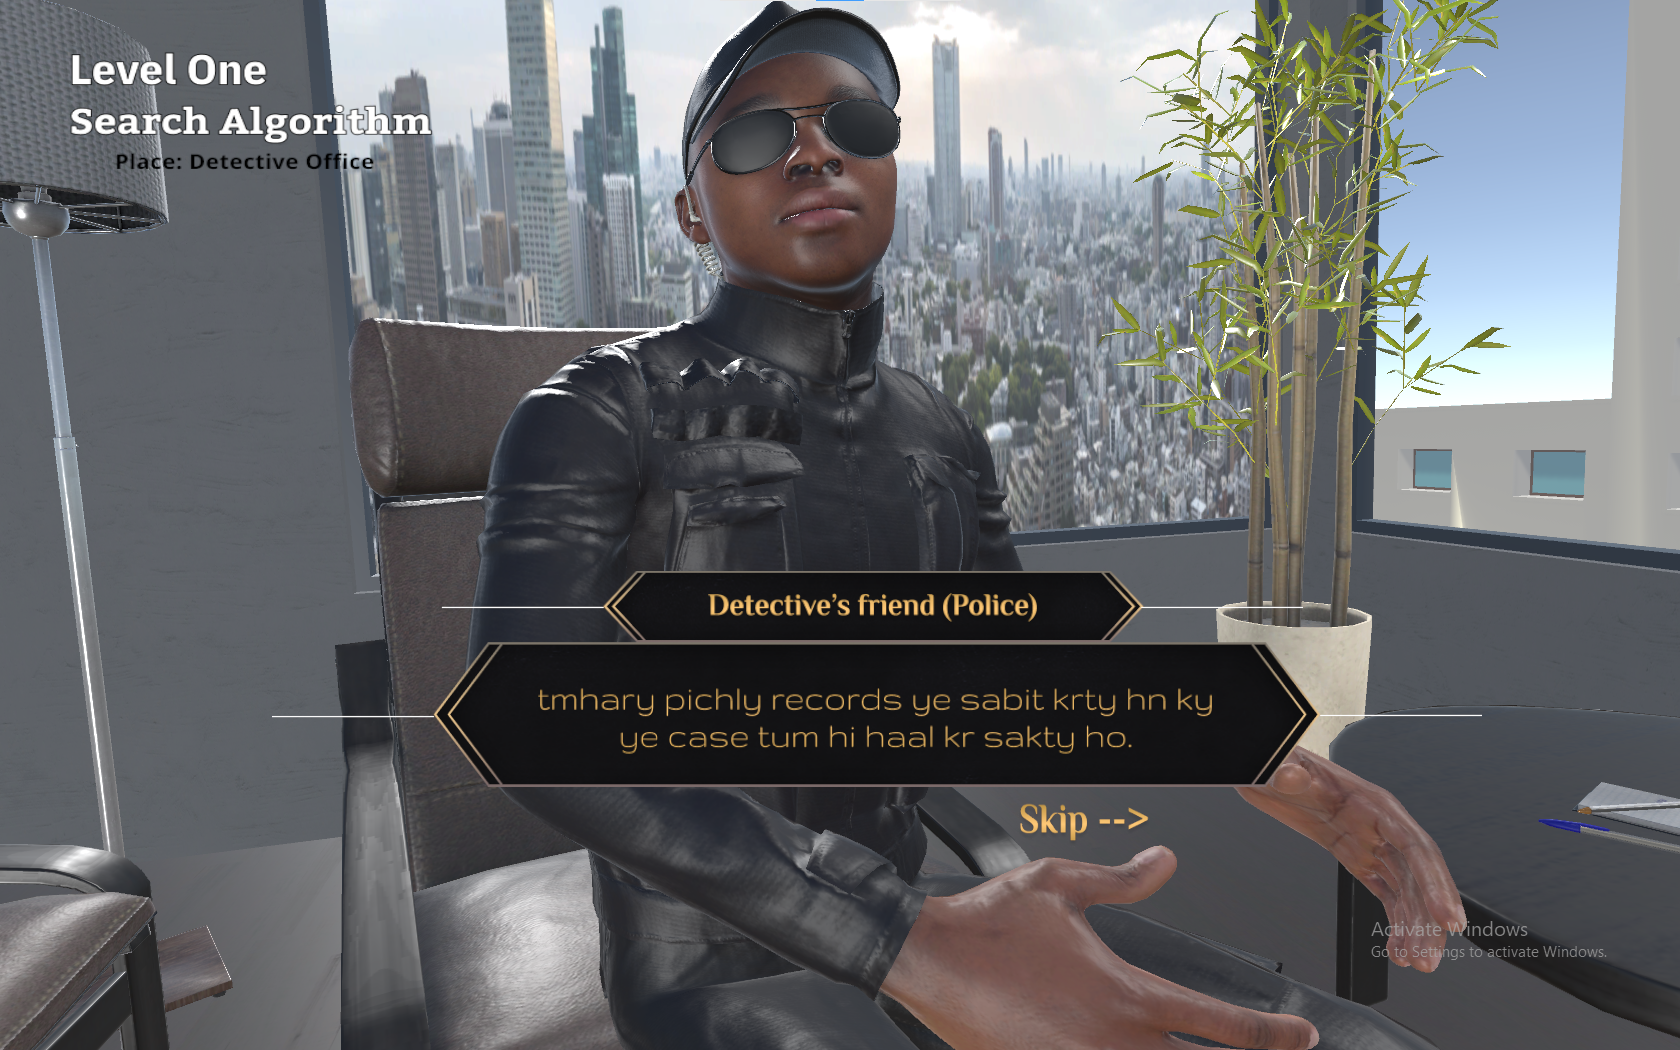 Level One
Search Algorithm
Place: Detective Office
Detective's friend (Police)
tmhary pichly records ye sabit krty hn ky
ye case tum hi haal kr sakty ho.
Skip -->
Activate Windows
Go to Settings to activate Windows.